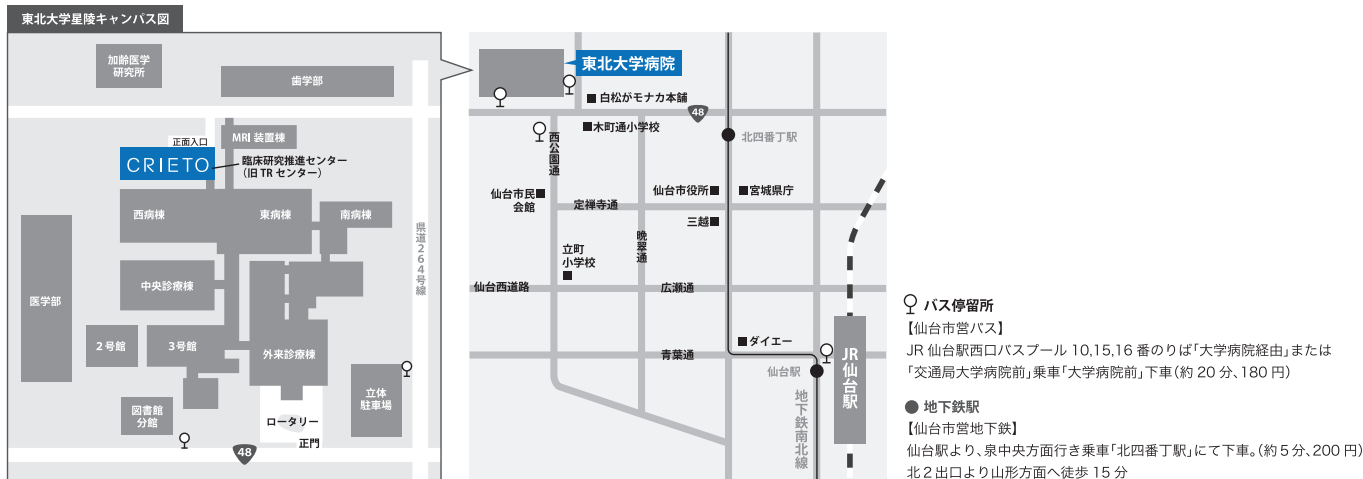 東北大学星陵キャンパス図
加齢医学
研究所
歯学部
正面入口
MRI 装置棟
CRIETO
臨床研究推進センター
（旧 TR センター）
西病棟
東病棟
南病棟
県道264号線
医学部
中央診療棟
2号館
3号館
外来診療棟
立体
駐車場
図書館
分館
ロータリー
正門
48
東北大学病院
白松がモナカ本舗
48
木町通小学校
北四番丁駅
西公園通
仙台市民
会館
仙台市役所
宮城県庁
定禅寺通
三越
晩翠通
立町
小学校
仙台西道路
広瀬通
ダイエー
青葉通
仙台駅
JR仙台駅
地下鉄南北線
バス停留所
【仙台市営バス】
JR 仙台駅西口バスプール 10,15,16 番のりば「大学病院経由」または
「交通局大学病院前」乗車「大学病院前」下車（約 20 分、180 円）
地下鉄駅
【仙台市営地下鉄】
仙台駅より、泉中央方面行き乗車「北四番丁駅」にて下車。（約5分、200 円）
北2出口より山形方面へ徒歩 15 分